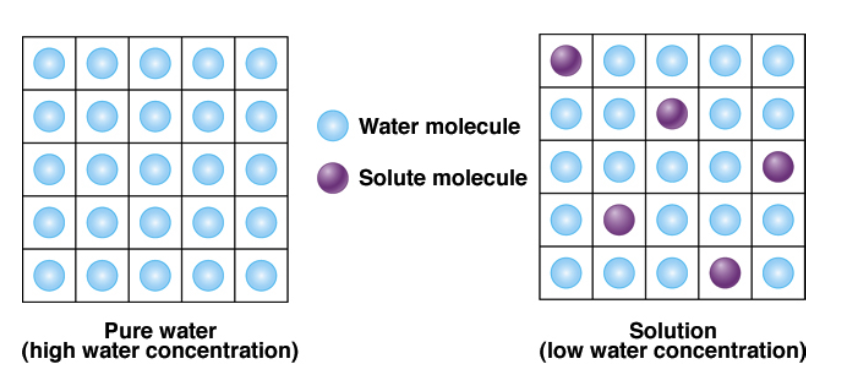 Water molecule
Solute molecule
Pure water
(high water concentration)
Solution
(low water concentration)